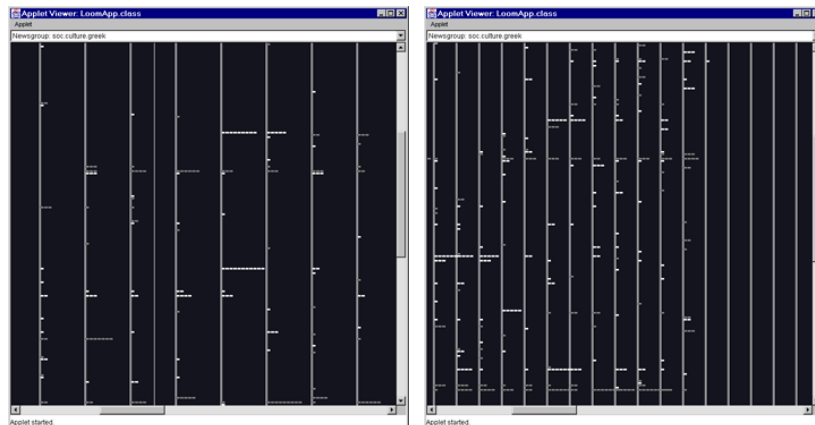 Applet Viewer: LoomApp.class
Applet
Newsgroup: soc.culture.greek
Applet started.
Applet Viewer: LoomApp.class
Applet
Newsgroup: soc.culture.greek
Applet started.